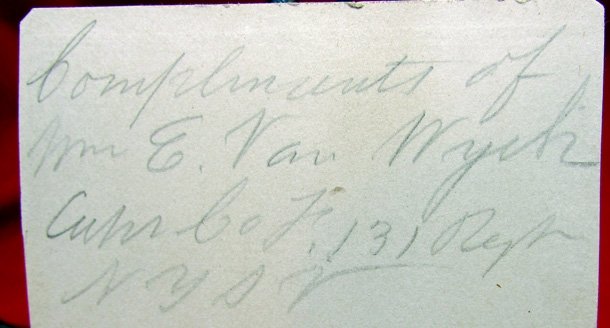 Compliments of
Wm E. Van Wyck
Capt Co F. 131 Regt
N Y S V